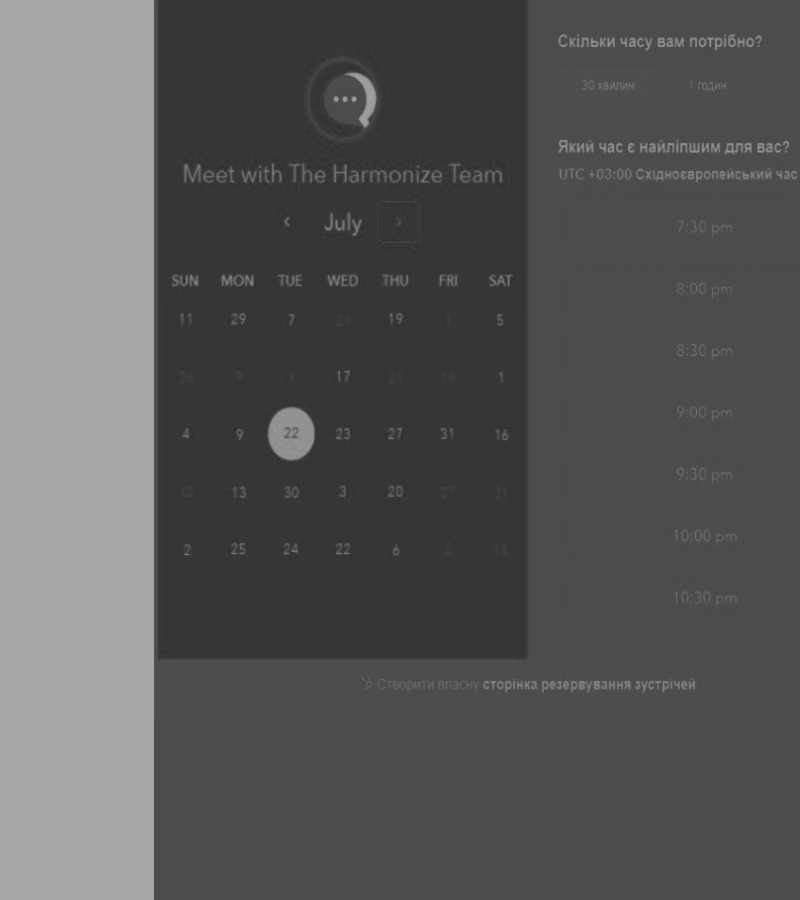 Meet with The Harmonize Team
‹ July ›
SUN MON TUE WED THU FRI SAT
11 29 7 21 19 5
26 9 1 17 21 18 1
4 9 22 23 27 31 16
12 13 30 3 20 27 31
2 25 24 22 6 2 18
Скільки часу вам потрібно?
30 хвилин 1 годин
Який час є найліпшим для вас?
UTC +03:00 Східноєвропейський час
7:30 pm
8:00 pm
8:30 pm
9:00 pm
9:30 pm
10:00 pm
10:30 pm
Створити власну сторінка резервування зустрічей